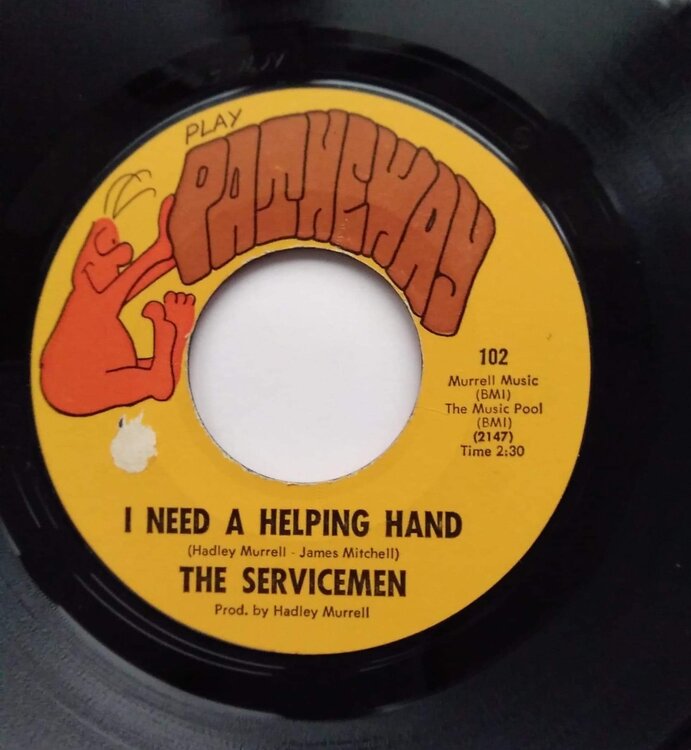 PLAY
PATHEWAY
102
Murrell Music
(BMI)
The Music Pool
(BMI)
(2147)
Time 2:30
I NEED A HELPING HAND
(Hadley Murrell - James Mitchell)
THE SERVICEMEN
Prod. by Hadley Murrell